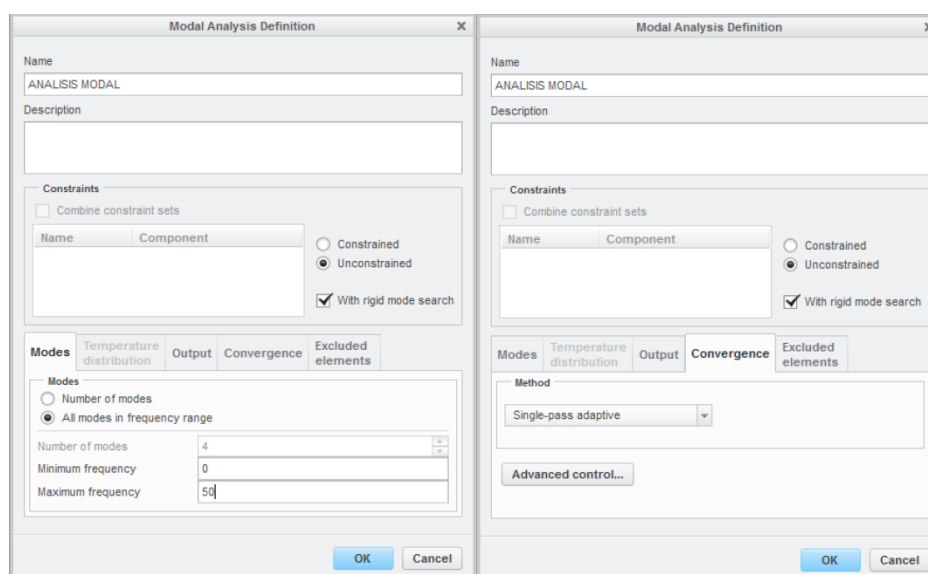 Modal Analysis Definition
Name
ANALISIS MODAL
Description
Constraints
Combine constraint sets
Name Component
Constrained
Unconstrained
With rigid mode search
Modes Temperature distribution Output Convergence Excluded elements
Modes
Number of modes
All modes in frequency range
Number of modes 4
Minimum frequency 0
Maximum frequency 50
OK Cancel
Modal Analysis Definition
Name
ANALISIS MODAL
Description
Constraints
Combine constraint sets
Name Component
Constrained
Unconstrained
With rigid mode search
Modes Temperature distribution Output Convergence Excluded elements
Method
Single-pass adaptive
Advanced control...
OK Cancel